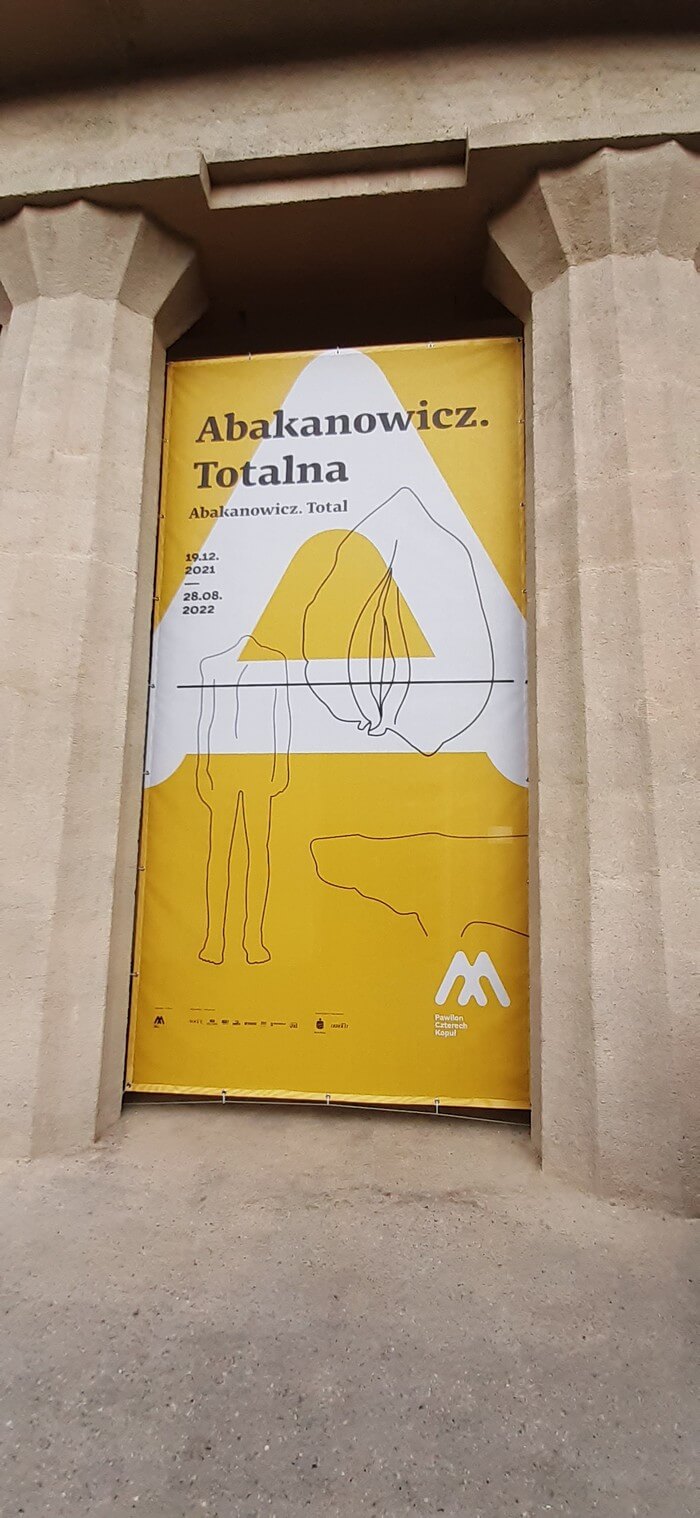 Abakanowicz.
Totalna
Abakanowicz. Total
19.12.
2021
—
28.08.
2022
Pawilon
Czterech
Kopuł